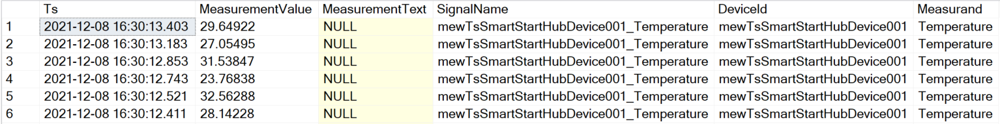 Ts MeasurementValue MeasurementText SignalName DeviceId Measurand
1 2021-12-08 16:30:13.403 29.64922 NULL mewTsSmartStartHubDevice001_Temperature mewTsSmartStartHubDevice001 Temperature
2 2021-12-08 16:30:13.183 27.05495 NULL mewTsSmartStartHubDevice001_Temperature mewTsSmartStartHubDevice001 Temperature
3 2021-12-08 16:30:12.853 31.53847 NULL mewTsSmartStartHubDevice001_Temperature mewTsSmartStartHubDevice001 Temperature
4 2021-12-08 16:30:12.743 23.76838 NULL mewTsSmartStartHubDevice001_Temperature mewTsSmartStartHubDevice001 Temperature
5 2021-12-08 16:30:12.521 32.56288 NULL mewTsSmartStartHubDevice001_Temperature mewTsSmartStartHubDevice001 Temperature
6 2021-12-08 16:30:12.411 28.14228 NULL mewTsSmartStartHubDevice001_Temperature mewTsSmartStartHubDevice001 Temperature